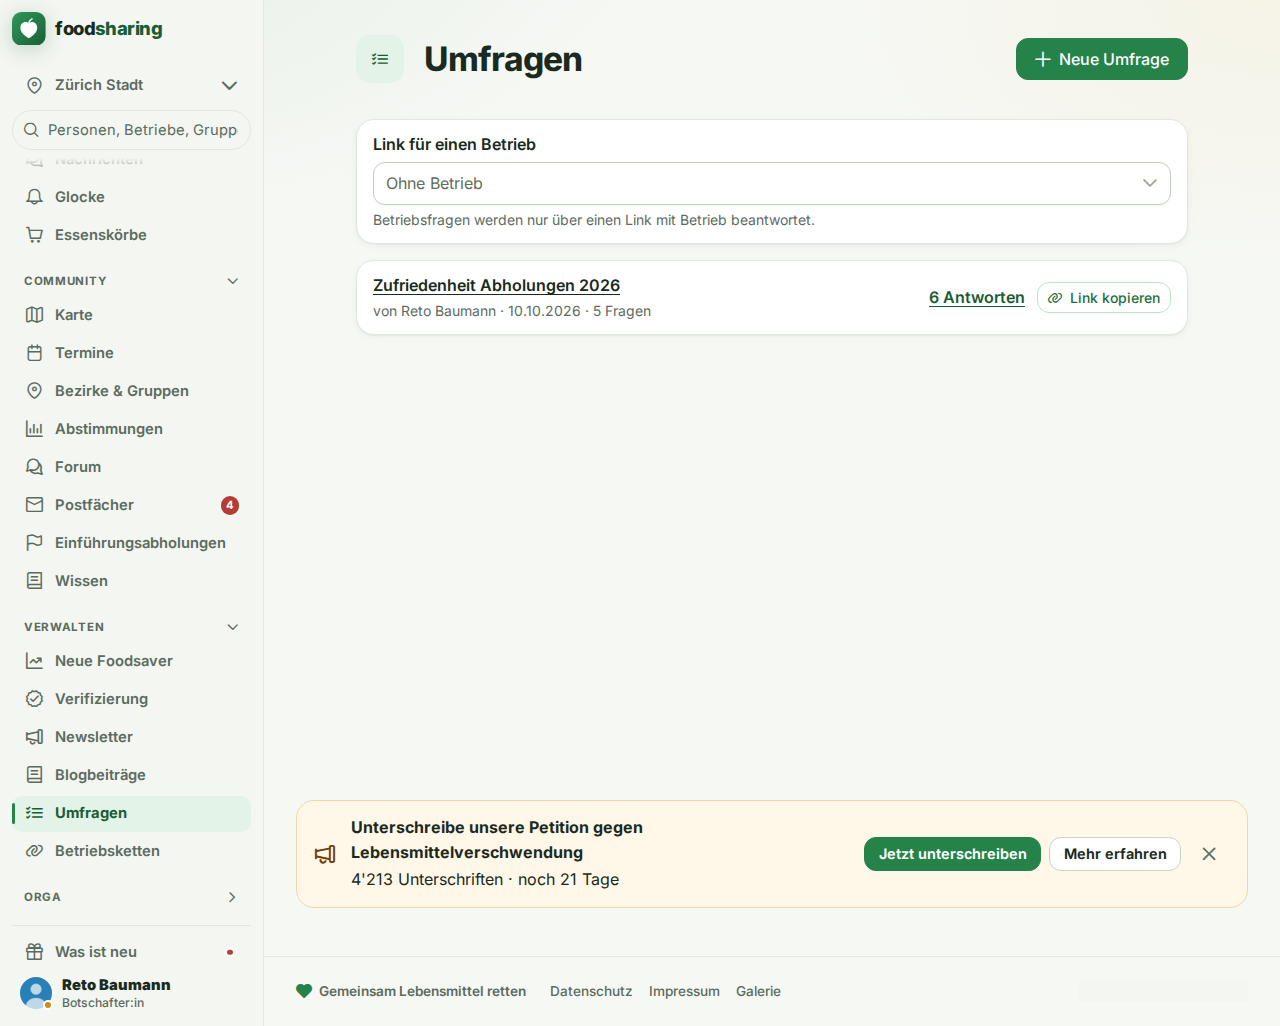 foodsharing
Zürich Stadt
Personen, Betriebe, Grupp
Nachrichten
Glocke
Essenskörbe
COMMUNITY
Karte
Termine
Bezirke & Gruppen
Abstimmungen
Forum
Postfächer 4
Einführungsabholungen
Wissen
VERWALTEN
Neue Foodsaver
Verifizierung
Newsletter
Blogbeiträge
Umfragen
Betriebsketten
ORGA
Was ist neu
Reto Baumann
Botschafter:in
Umfragen
Neue Umfrage
Link für einen Betrieb
Ohne Betrieb
Betriebsfragen werden nur über einen Link mit Betrieb beantwortet.
Zufriedenheit Abholungen 2026
von Reto Baumann · 10.10.2026 · 5 Fragen
6 Antworten
Link kopieren
Unterschreibe unsere Petition gegen
Lebensmittelverschwendung
4'213 Unterschriften · noch 21 Tage
Jetzt unterschreiben
Mehr erfahren
Gemeinsam Lebensmittel retten
Datenschutz
Impressum
Galerie